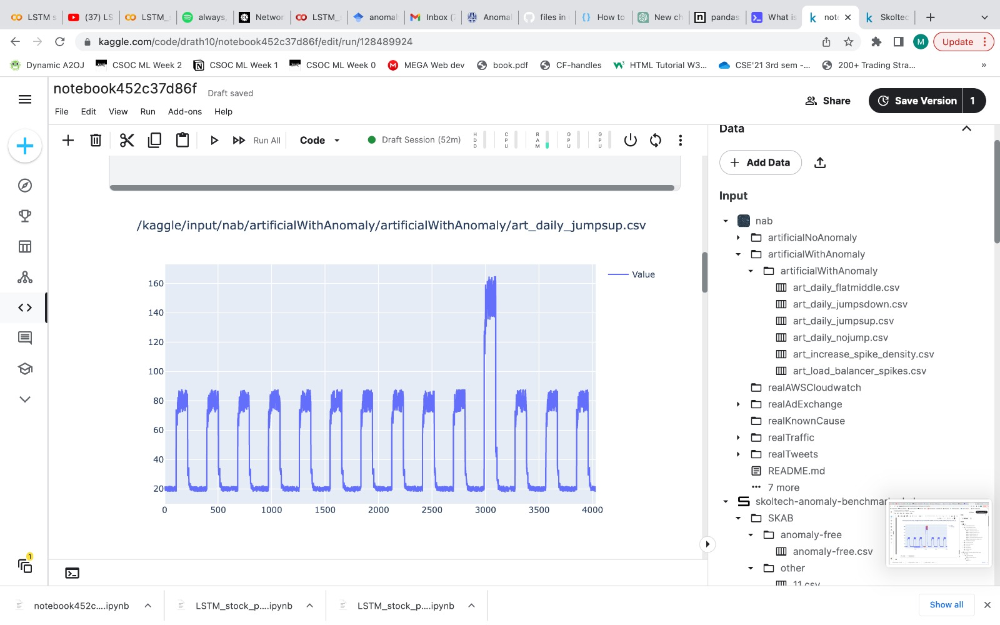 LSTM s
(37) LS
LSTM_
always,
Networ
LSTM_
anomal
Inbox (7
Anomal
files in
How to
New ch
pandas
What is
note
Skoltec
kaggle.com/code/drath10/notebook452c37d86f/edit/run/128489924
M
Update
Dynamic A2OJ
CSOC ML Week 2
CSOC ML Week 1
CSOC ML Week 0
MEGA Web dev
book.pdf
CF-handles
HTML Tutorial W3...
CSE'21 3rd sem -...
200+ Trading Stra...
»
notebook452c37d86f
Draft saved
File
Edit
View
Run
Add-ons
Help
Share
Save Version
1
Run All
Code
Draft Session (52m)
HDD
CPU
RAM
GPU
GPU
/kaggle/input/nab/artificialWithAnomaly/artificialWithAnomaly/art_daily_jumpsup.csv
160
140
120
100
80
60
40
20
0
500
1000
1500
2000
2500
3000
3500
4000
Value
Data
Add Data
Input
nab
artificialNoAnomaly
artificialWithAnomaly
artificialWithAnomaly
art_daily_flatmiddle.csv
art_daily_jumpsdown.csv
art_daily_jumpsup.csv
art_daily_nojump.csv
art_increase_spike_density.csv
art_load_balancer_spikes.csv
realAWSCloudwatch
realAdExchange
realKnownCause
realTraffic
realTweets
README.md
7 more
skoltech-anomaly-benchmar
SKAB
anomaly-free
anomaly-free.csv
other
11.csv
1
notebook452c....ipynb
LSTM_stock_p....ipynb
LSTM_stock_p....ipynb
Show all